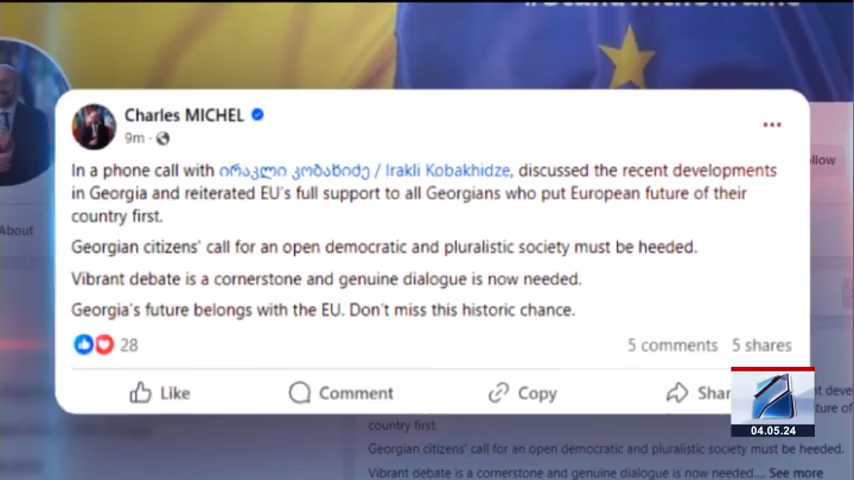 #StandWithUkraine
Charles MICHEL
9m
In a phone call with ირაკლი კობახიძე / Irakli Kobakhidze, discussed the recent developments
in Georgia and reiterated EU's full support to all Georgians who put European future of their
country first.
Georgian citizens' call for an open democratic and pluralistic society must be heeded.
Vibrant debate is a cornerstone and genuine dialogue is now needed.
Georgia's future belongs with the EU. Don't miss this historic chance.
28
5 comments 5 shares
Like Comment Copy Shar
About
ollow
04.05.24
country first.
Georgian citizens' call for an open democratic and pluralistic society must be heeded.
Vibrant debate is a cornerstone and genuine dialogue is now needed.... See more